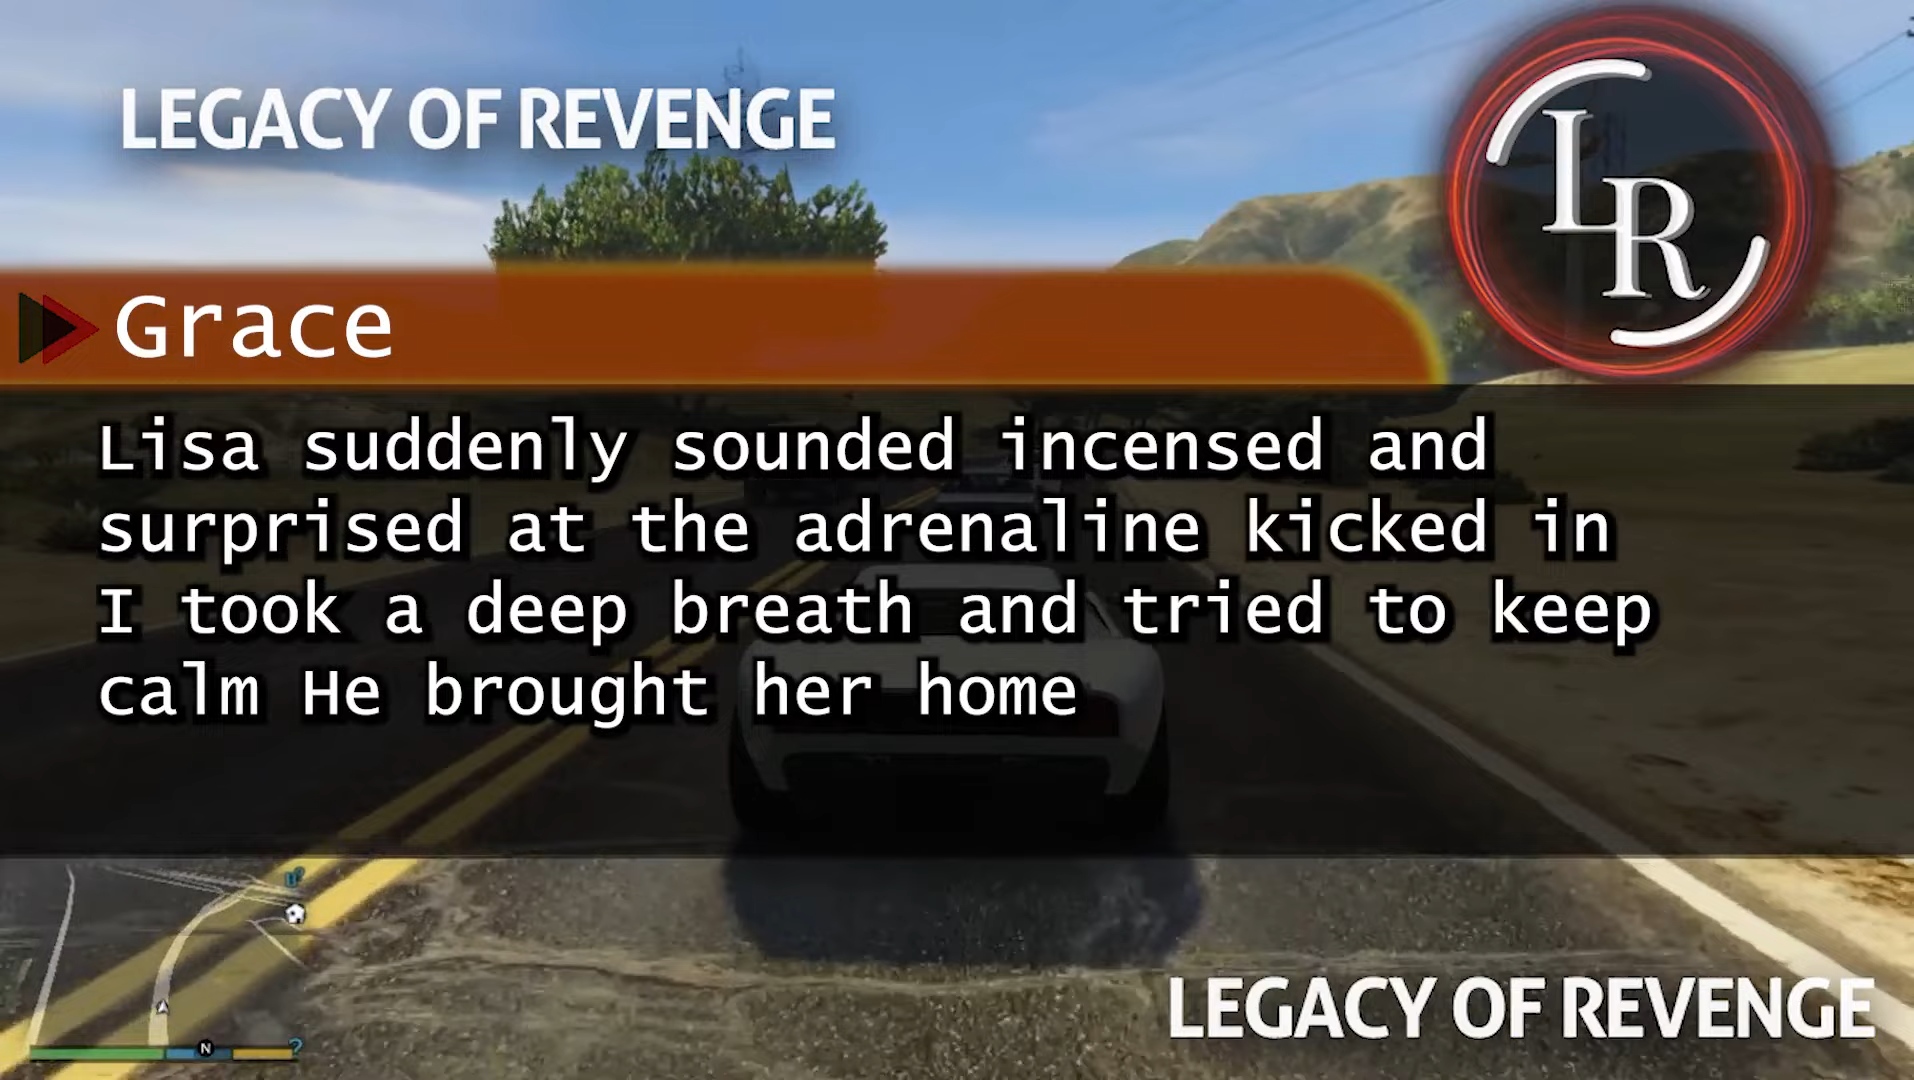 LEGACY OF REVENGE
LR
Grace
Lisa suddenly sounded incensed and
surprised at the adrenaline kicked in
I took a deep breath and tried to keep
calm He brought her home
N
?
LEGACY OF REVENGE